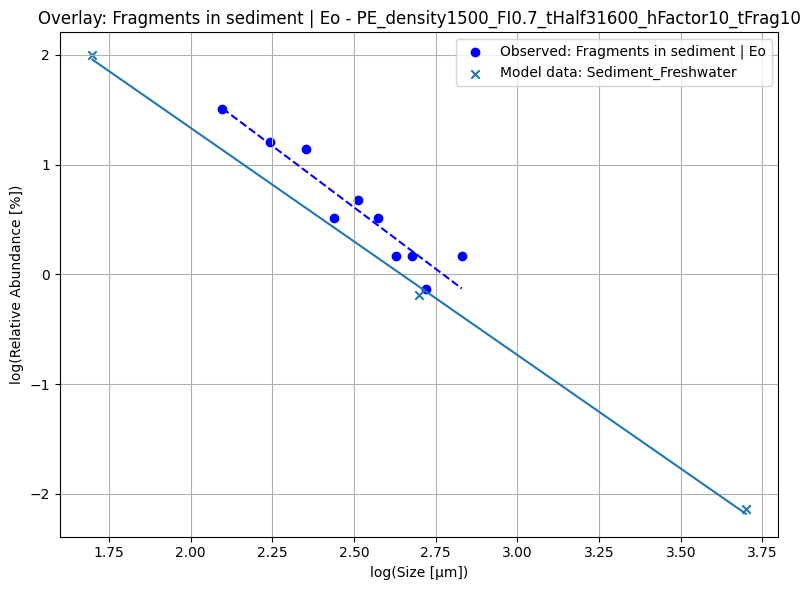 Overlay: Fragments in sediment | Eo - PE_density1500_FI0.7_tHalf31600_hFactor10_tFrag10
Observed: Fragments in sediment | Eo
Model data: Sediment_Freshwater
log(Relative Abundance [%])
2
1
0
−1
−2
1.75 2.00 2.25 2.50 2.75 3.00 3.25 3.50 3.75
log(Size [µm])